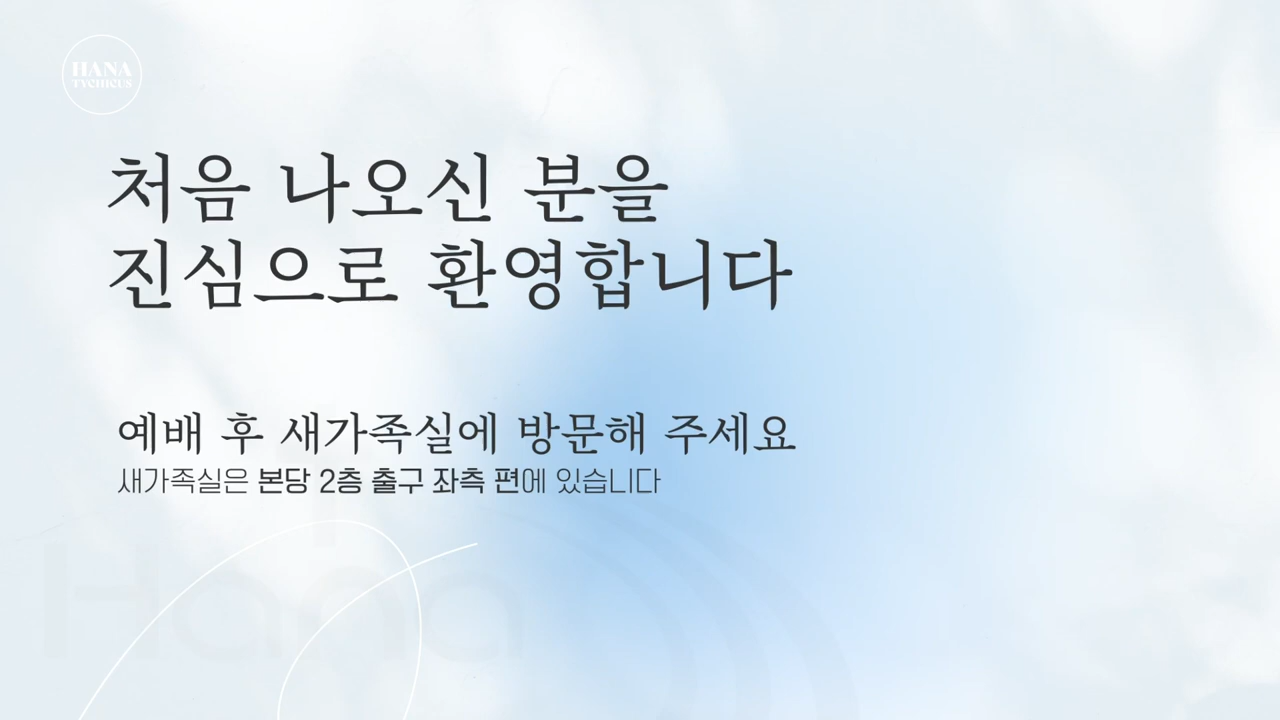 HANA
TYCHICUS
처음 나오신 분을
진심으로 환영합니다
예배 후 새가족실에 방문해 주세요
새가족실은 본당 2층 출구 좌측 편에 있습니다
Hana